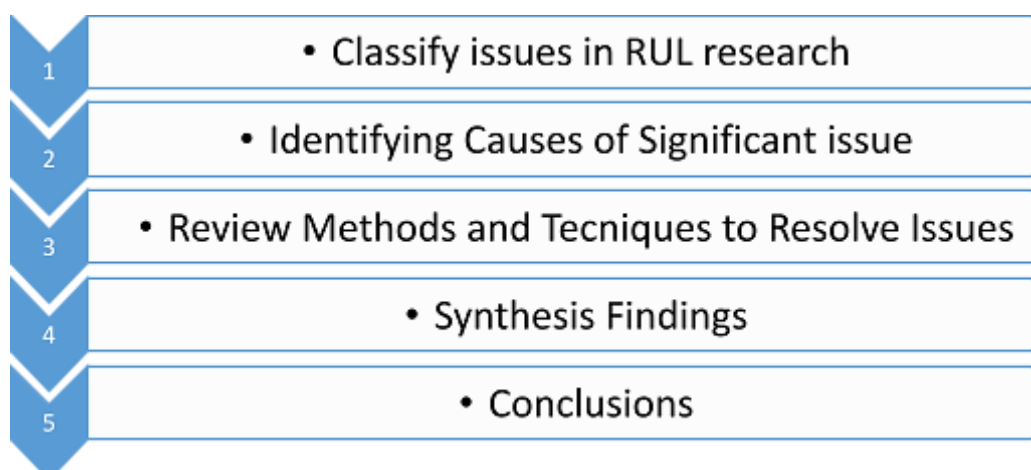 1
• Classify issues in RUL research
2
• Identifying Causes of Significant issue
3
• Review Methods and Tecniques to Resolve Issues
4
• Synthesis Findings
5
• Conclusions